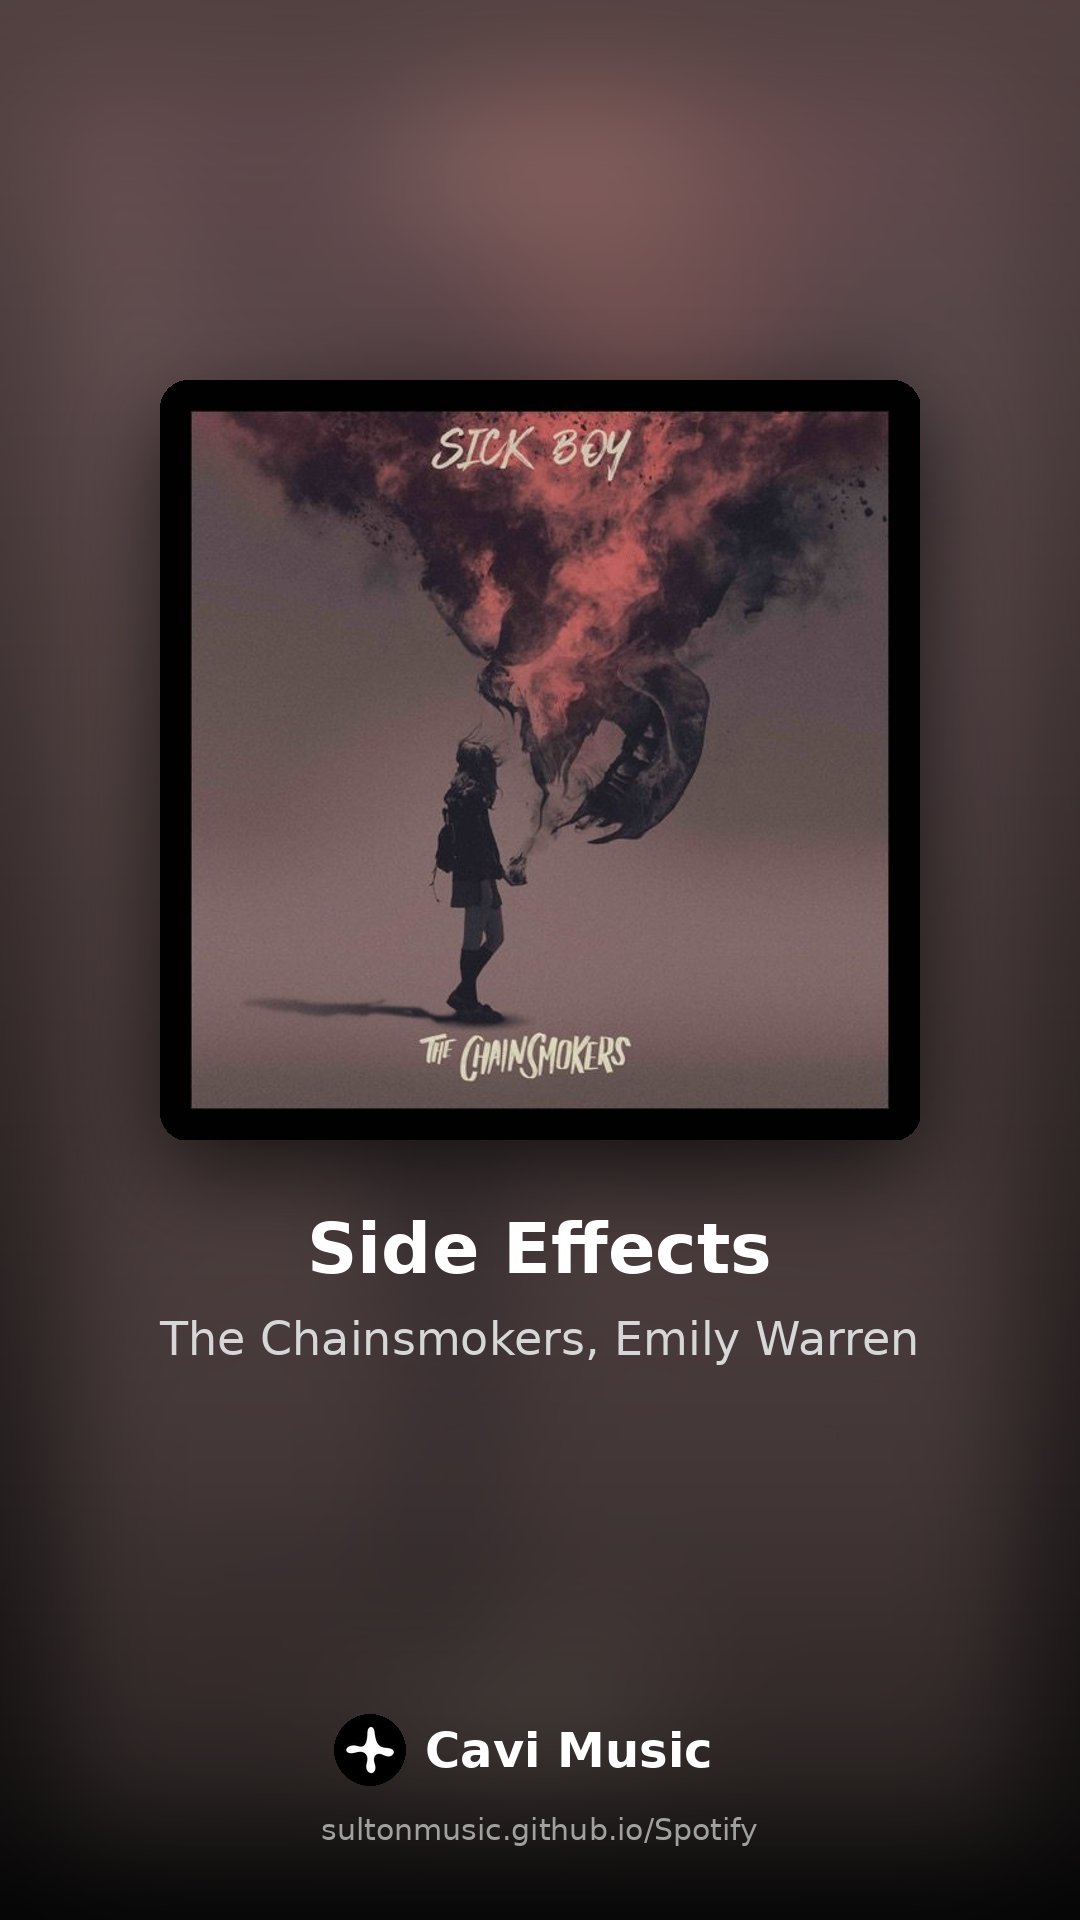 SICK BOY
THE CHAINSMOKERS
Side Effects
The Chainsmokers, Emily Warren
Cavi Music
sultonmusic.github.io/Spotify